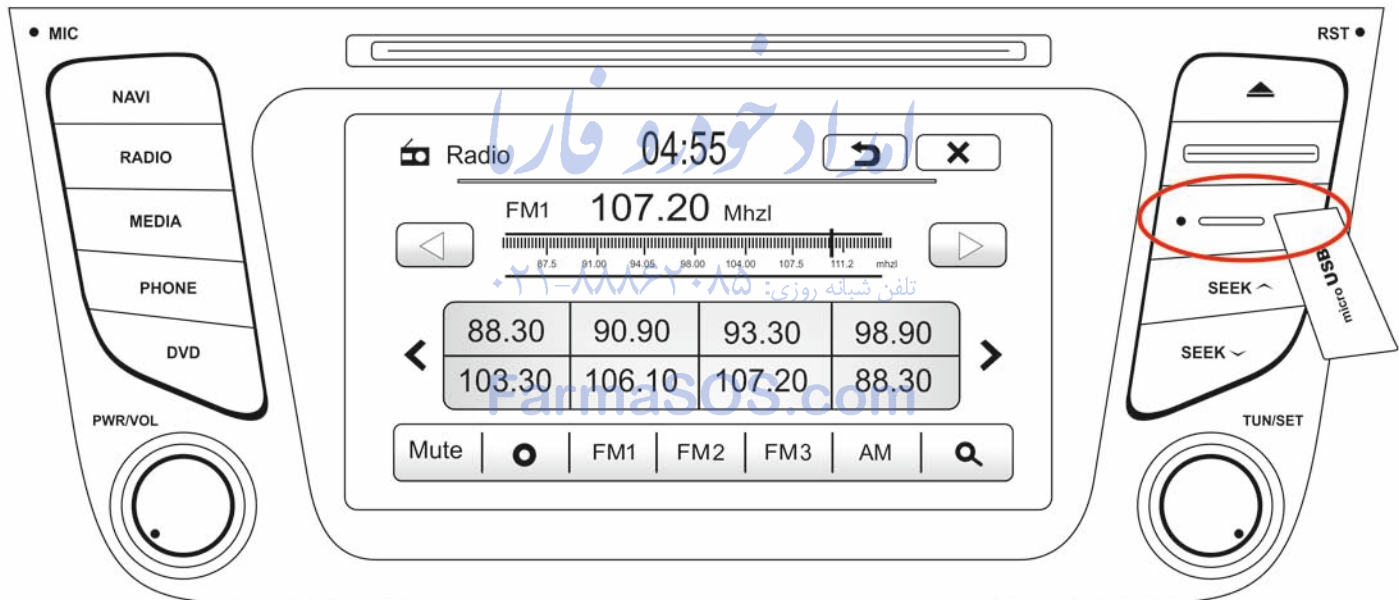 MIC
RST
NAVI
RADIO
MEDIA
PHONE
DVD
PWR/VOL
امداد خودرو فارما
Radio 04:55
FM1 107.20 Mhzl
87.5 91.00 94.05 98.00 104.00 107.5 111.2 mhzl
تلفن شبانه روزی: ۰۲۱-۸۸۸۶۲۰۸۵
88.30 90.90 93.30 98.90
103.30 106.10 107.20 88.30
FarmaSOS.com
Mute FM1 FM2 FM3 AM
micro USB
SEEK
SEEK
TUN/SET